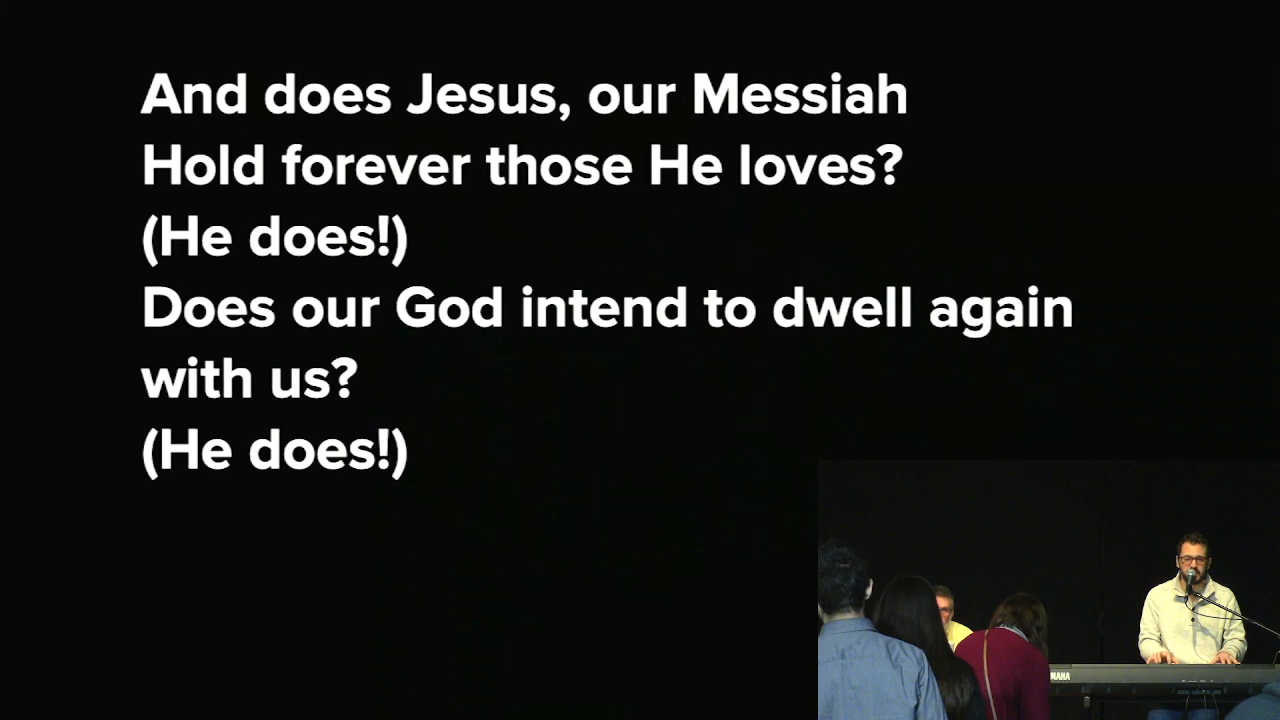 And does Jesus, our Messiah
Hold forever those He loves?
(He does!)
Does our God intend to dwell again
with us?
(He does!)
AMAHA